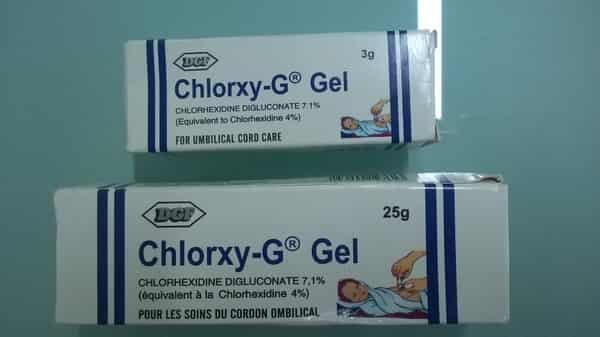 DGF
3g
Chlorxy-G® Gel
CHLORHEXIDINE DIGLUCONATE 7.1%
(Equivalent to Chlorhexidine 4%)
FOR UMBILICAL CORD CARE
DGF
25g
Chlorxy-G® Gel
CHLORHEXIDINE DIGLUCONATE 7,1%
(équivalent à la Chlorhexidine 4%)
POUR LES SOINS DU CORDON OMBILICAL